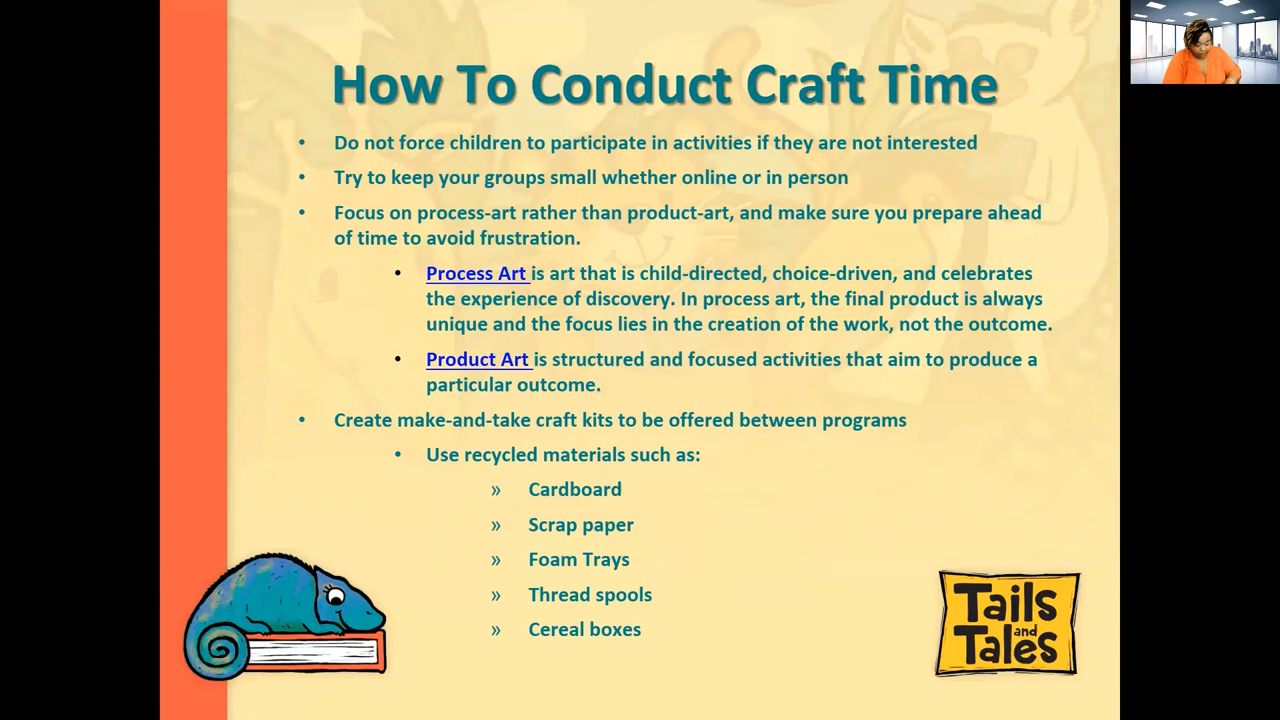 How To Conduct Craft Time
• Do not force children to participate in activities if they are not interested
• Try to keep your groups small whether online or in person
• Focus on process-art rather than product-art, and make sure you prepare ahead
of time to avoid frustration.
• Process Art is art that is child-directed, choice-driven, and celebrates
the experience of discovery. In process art, the final product is always
unique and the focus lies in the creation of the work, not the outcome.
• Product Art is structured and focused activities that aim to produce a
particular outcome.
• Create make-and-take craft kits to be offered between programs
• Use recycled materials such as:
» Cardboard
» Scrap paper
» Foam Trays
» Thread spools
» Cereal boxes
Tails
and
Tales